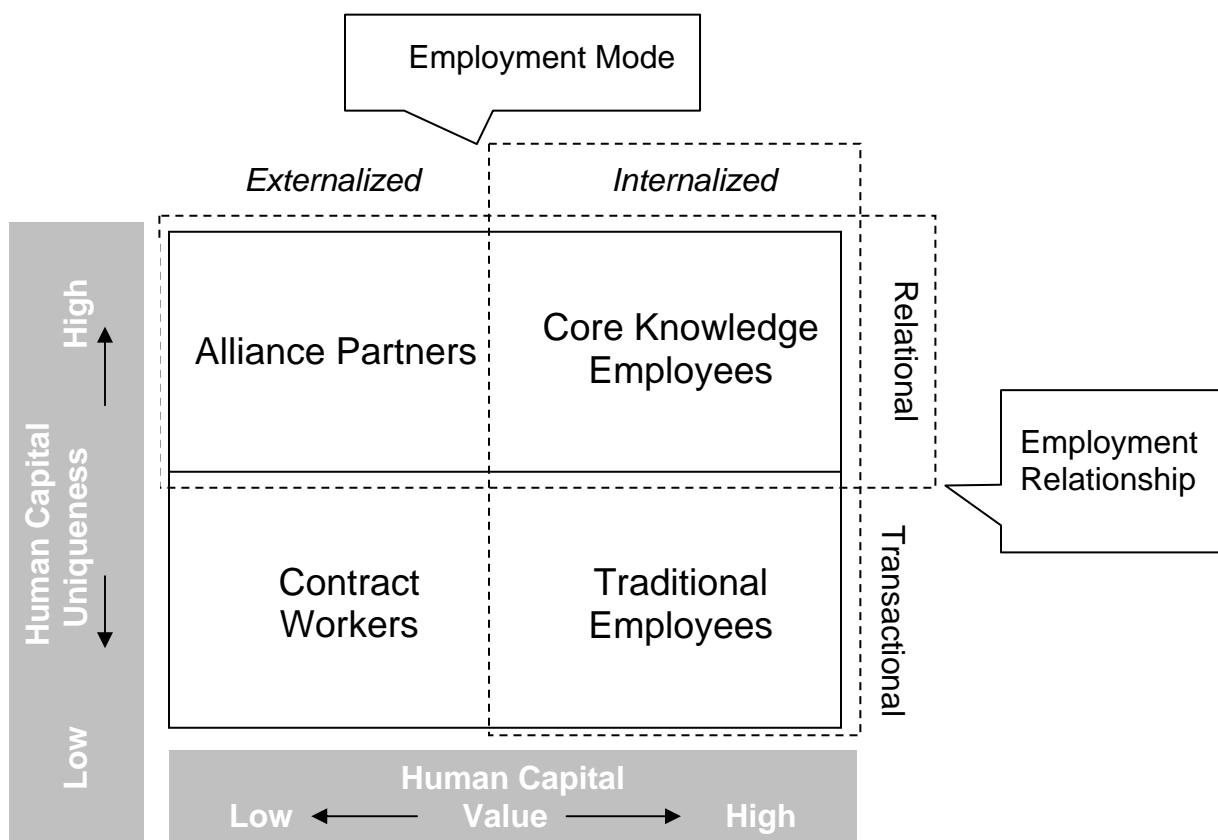 Employment Mode
Externalized
Internalized
High
Human Capital
Uniqueness
Low
Alliance Partners
Core Knowledge
Employees
Relational
Employment
Relationship
Contract
Workers
Traditional
Employees
Transactional
Human Capital
Low Value High